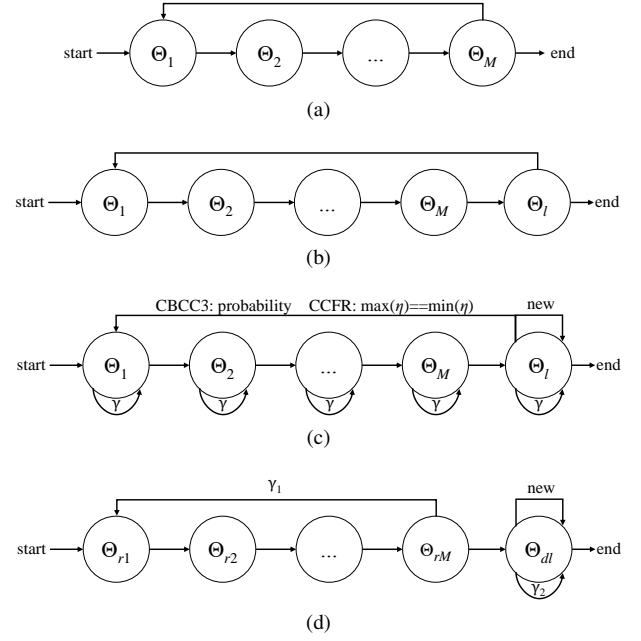 start Θ1 Θ2 ... ΘM end
(a)
start Θ1 Θ2 ... ΘM Θl end
(b)
CBCC3: probability CCFR: max(η)==min(η) new
start Θ1 Θ2 ... ΘM Θl end
γ γ γ γ γ
(c)
γ1 new
start Θr1 Θr2 ... ΘrM Θdl end
γ2
(d)